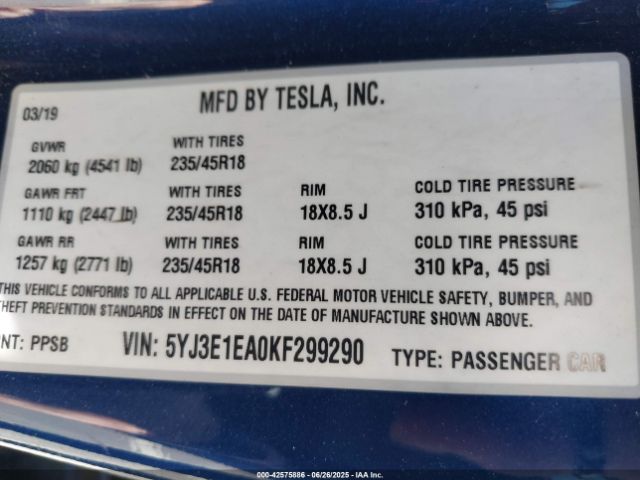 03/19 MFD BY TESLA, INC.
GVWR WITH TIRES
2060 kg (4541 lb) 235/45R18
GAWR FRT WITH TIRES RIM COLD TIRE PRESSURE
1110 kg (2447 lb) 235/45R18 18X8.5 J 310 kPa, 45 psi
GAWR RR WITH TIRES RIM COLD TIRE PRESSURE
1257 kg (2771 lb) 235/45R18 18X8.5 J 310 kPa, 45 psi
THIS VEHICLE CONFORMS TO ALL APPLICABLE U.S. FEDERAL MOTOR VEHICLE SAFETY, BUMPER, AND
THEFT PREVENTION STANDARDS IN EFFECT ON THE DATE OF MANUFACTURE SHOWN ABOVE.
NT: PPSB VIN: 5YJ3E1EA0KF299290 TYPE: PASSENGER CAR
000-42575886 | 06/26/2025 | IAA Inc.